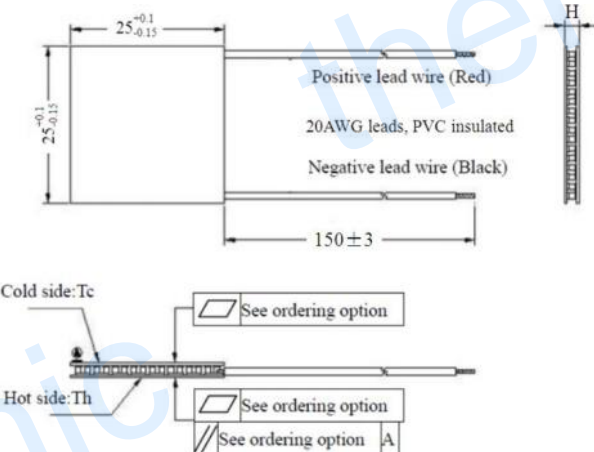 25+0.1-0.15
H
25+0.1-0.15
Positive lead wire (Red)
20AWG leads, PVC insulated
Negative lead wire (Black)
150±3
Cold side:Tc
See ordering option
Hot side:Th
See ordering option
See ordering option A